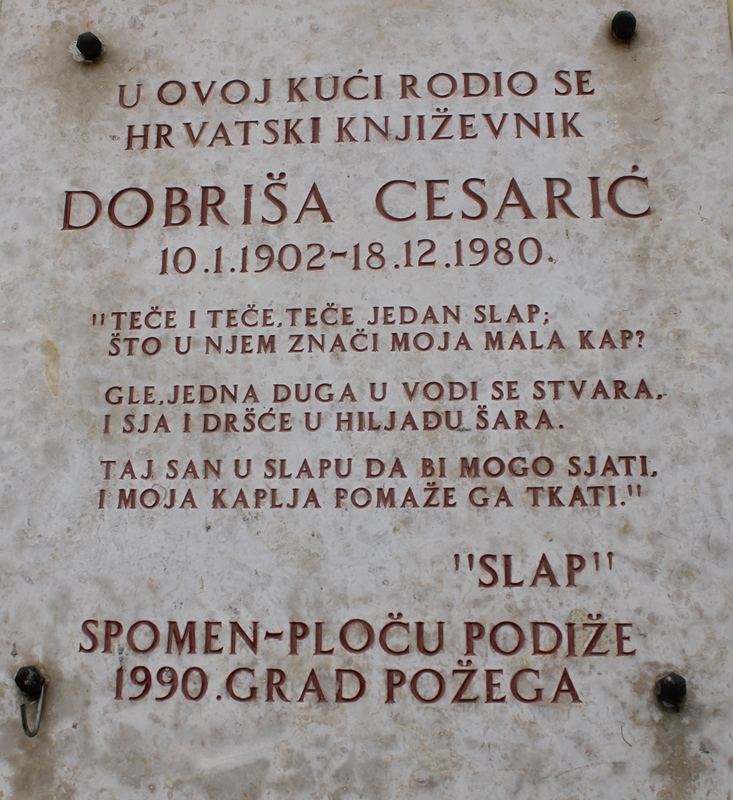 U OVOJ KUĆI RODIO SE
HRVATSKI KNJIŽEVNIK
DOBRIŠA CESARIĆ
10.1.1902-18.12.1980.
"TEČE I TEČE, TEČE JEDAN SLAP;
ŠTO U NJEM ZNAČI MOJA MALA KAP?
GLE, JEDNA DUGA U VODI SE STVARA,
I SJA I DRŠĆE U HILJADU ŠARA.
TAJ SAN U SLAPU DA BI MOGO SJATI,
I MOJA KAPLJA POMAŽE GA TKATI."
"SLAP"
SPOMEN-PLOČU PODIŽE
1990. GRAD POŽEGA